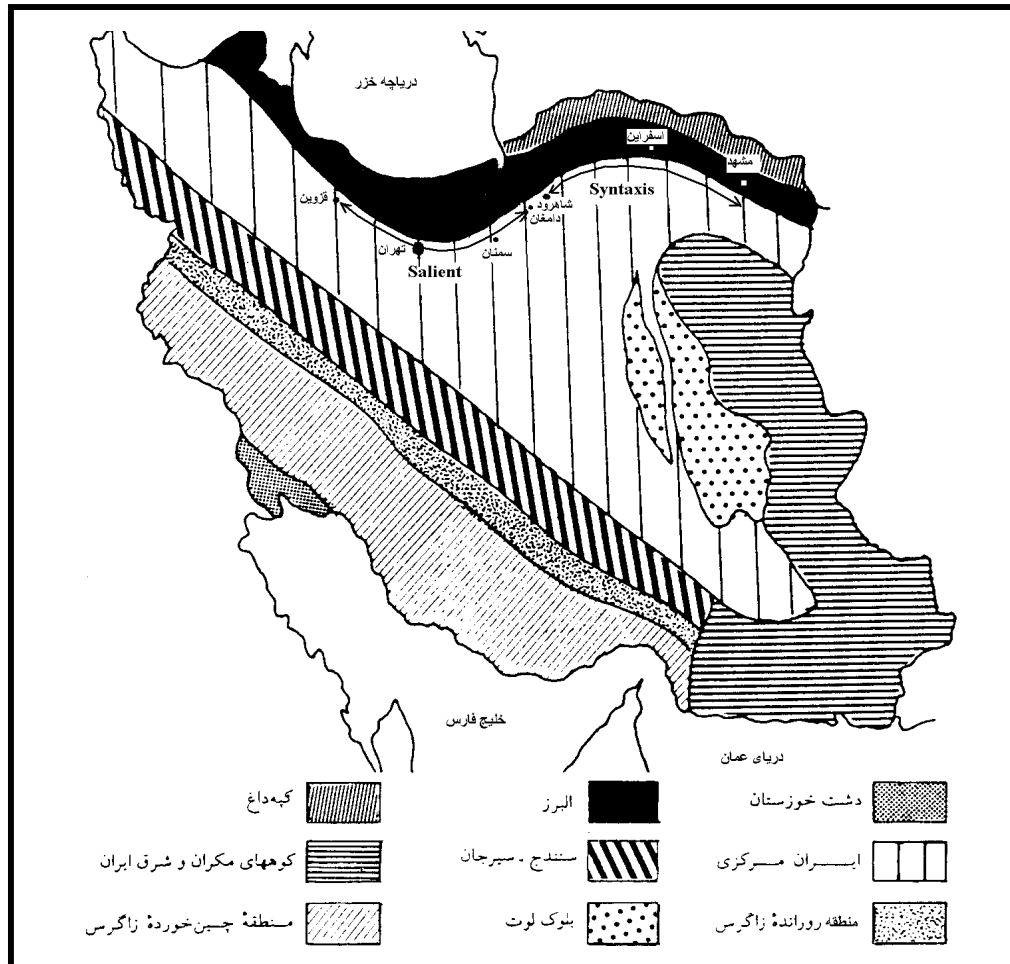 دریاچه خزر
اسفراین
مشهد
Syntaxis
قزوین
شاهرود
دامغان
تهران
سمنان
Salient
خلیج فارس
دریای عمان
دشت خوزستان
البرز
کپه‌داغ
ایران مرکزی
سنندج - سیرجان
کوههای مکران و شرق ایران
منطقه روراندهٔ زاگرس
بلوک لوت
منطقهٔ چین‌خوردهٔ زاگرس